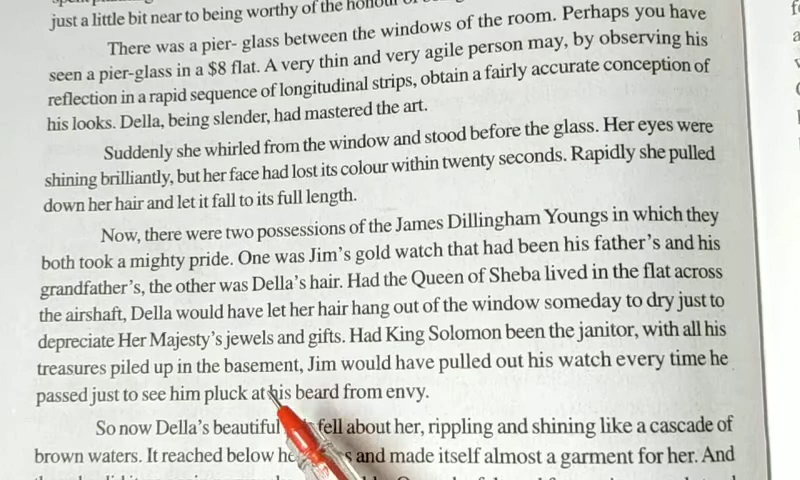 just a little bit near to being worthy of the honour of
There was a pier- glass between the windows of the room. Perhaps you have
seen a pier-glass in a $8 flat. A very thin and very agile person may, by observing his
reflection in a rapid sequence of longitudinal strips, obtain a fairly accurate conception of
his looks. Della, being slender, had mastered the art.
Suddenly she whirled from the window and stood before the glass. Her eyes were
shining brilliantly, but her face had lost its colour within twenty seconds. Rapidly she pulled
down her hair and let it fall to its full length.
Now, there were two possessions of the James Dillingham Youngs in which they
both took a mighty pride. One was Jim's gold watch that had been his father's and his
grandfather's, the other was Della's hair. Had the Queen of Sheba lived in the flat across
the airshaft, Della would have let her hair hang out of the window someday to dry just to
depreciate Her Majesty's jewels and gifts. Had King Solomon been the janitor, with all his
treasures piled up in the basement, Jim would have pulled out his watch every time he
passed just to see him pluck at his beard from envy.
So now Della's beautiful fell about her, rippling and shining like a cascade of
brown waters. It reached below and made itself almost a garment for her. And